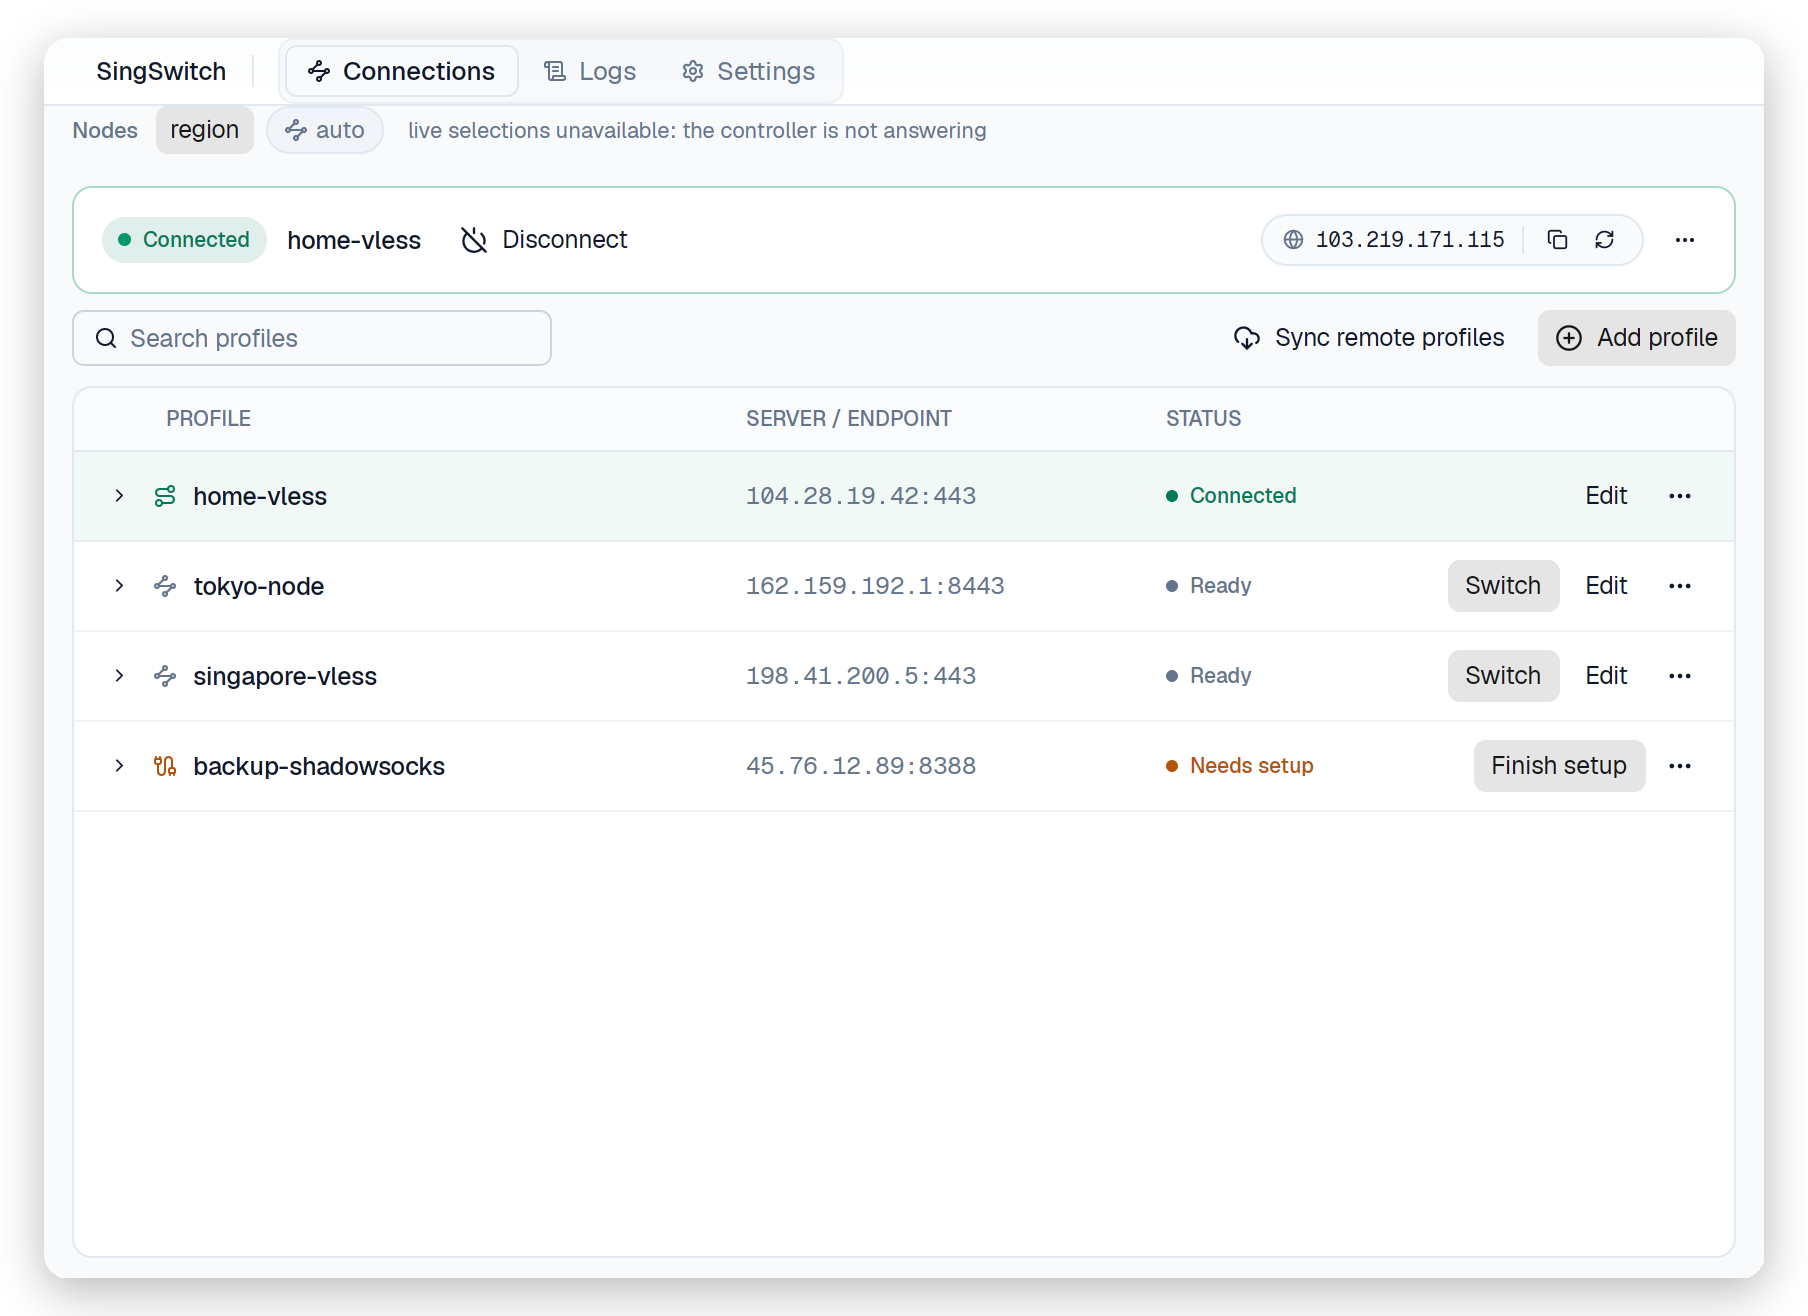 SingSwitch Connections Logs Settings
Nodes region auto live selections unavailable: the controller is not answering
Connected home-vless Disconnect 103.219.171.115
Search profiles Sync remote profiles Add profile
PROFILE SERVER / ENDPOINT STATUS
home-vless 104.28.19.42:443 Connected Edit
tokyo-node 162.159.192.1:8443 Ready Switch Edit
singapore-vless 198.41.200.5:443 Ready Switch Edit
backup-shadowsocks 45.76.12.89:8388 Needs setup Finish setup